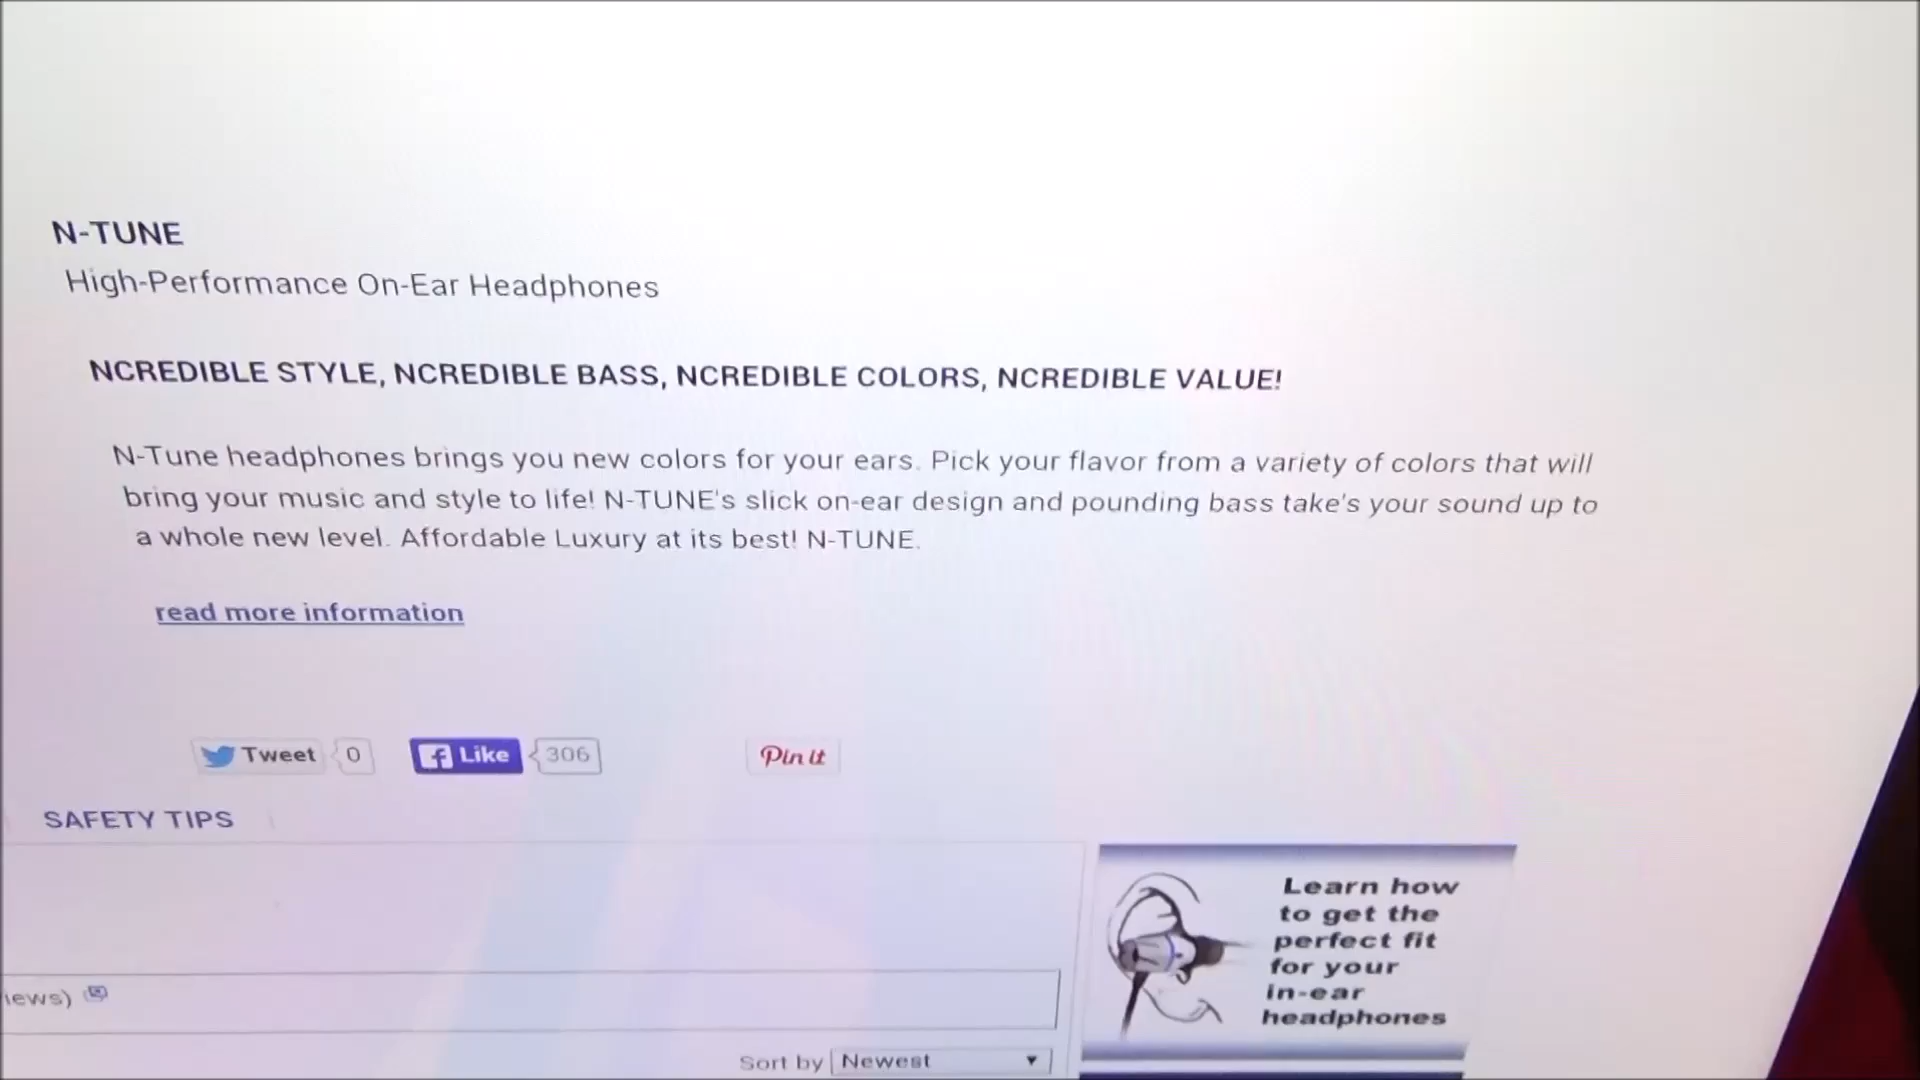 N-TUNE
High-Performance On-Ear Headphones
NCREDIBLE STYLE, NCREDIBLE BASS, NCREDIBLE COLORS, NCREDIBLE VALUE!
N-Tune headphones brings you new colors for your ears. Pick your flavor from a variety of colors that will
bring your music and style to life! N-TUNE's slick on-ear design and pounding bass take's your sound up to
a whole new level. Affordable Luxury at its best! N-TUNE.
read more information
Tweet 0 Like 306 Pin it
SAFETY TIPS
Learn how
to get the
perfect fit
for your
in-ear
headphones
Sort by Newest